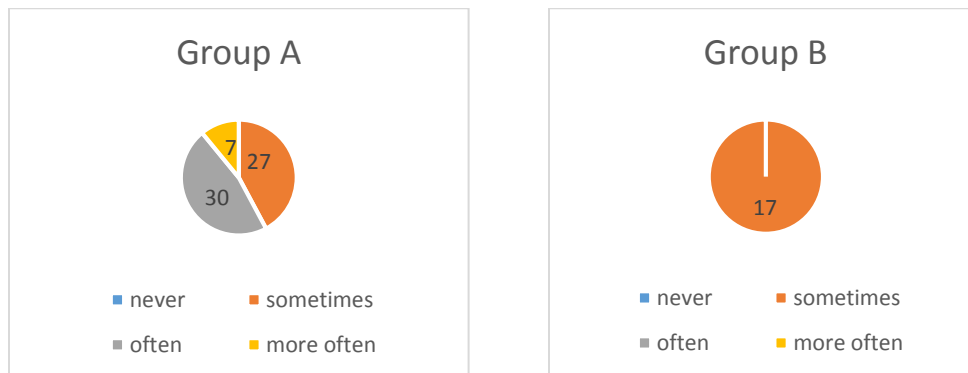 Group A
7
27
30
never
sometimes
often
more often
Group B
17
never
sometimes
often
more often